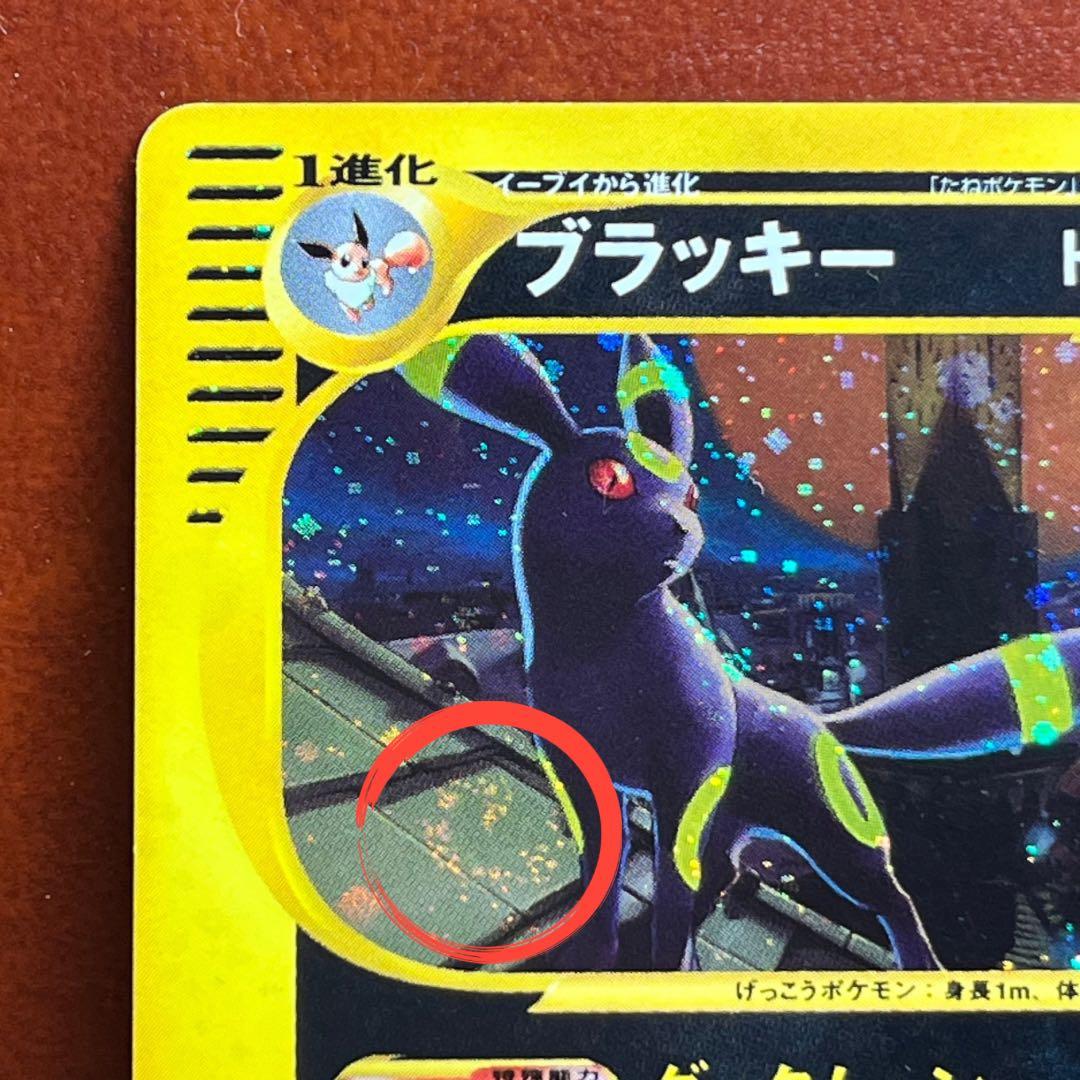 1進化
イーブイから進化
「たねポケモン」
ブラッキー
げっこうポケモン：身長1m、体